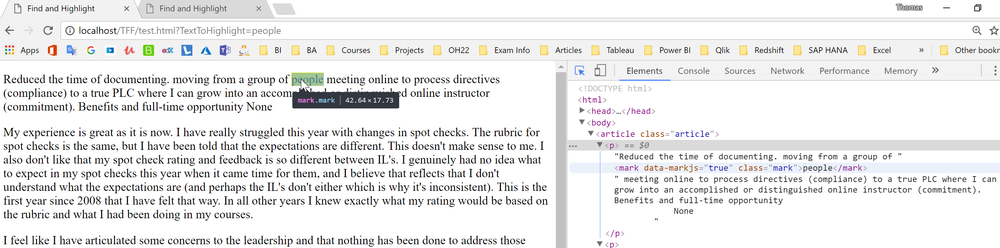 Find and Highlight
Find and Highlight
Thomas
localhost/TFF/test.html?TextToHighlight=people
Apps BI BA Courses Projects OH22 Exam Info Articles Tableau Power BI Qlik Redshift SAP HANA Excel » Other bookm
Reduced the time of documenting. moving from a group of people meeting online to process directives
(compliance) to a true PLC where I can grow into an accomplished or distinguished online instructor
(commitment). Benefits and full-time opportunity None
mark.mark | 42.64 × 17.73
My experience is great as it is now. I have really struggled this year with changes in spot checks. The rubric for
spot checks is the same, but I have been told that the expectations are different. This doesn't make sense to me. I
also don't like that my spot check rating and feedback is so different between IL's. I genuinely had no idea what
to expect in my spot checks this year when it came time for them, and I believe that reflects that I don't
understand what the expectations are (and perhaps the IL's don't either which is why it's inconsistent). This is the
first year since 2008 that I have felt that way. In all other years I knew exactly what my rating would be based on
the rubric and what I had been doing in my courses.
I feel like I have articulated some concerns to the leadership and that nothing has been done to address those
Elements Console Sources Network Performance Memory »
<!DOCTYPE html>
<html>
<head>…</head>
<body>
<article class="article">
… <p> == $0
"Reduced the time of documenting. moving from a group of "
<mark data-markjs="true" class="mark">people</mark>
" meeting online to process directives (compliance) to a true PLC where I can
grow into an accomplished or distinguished online instructor (commitment).
Benefits and full-time opportunity
None
"
</p>
<p>